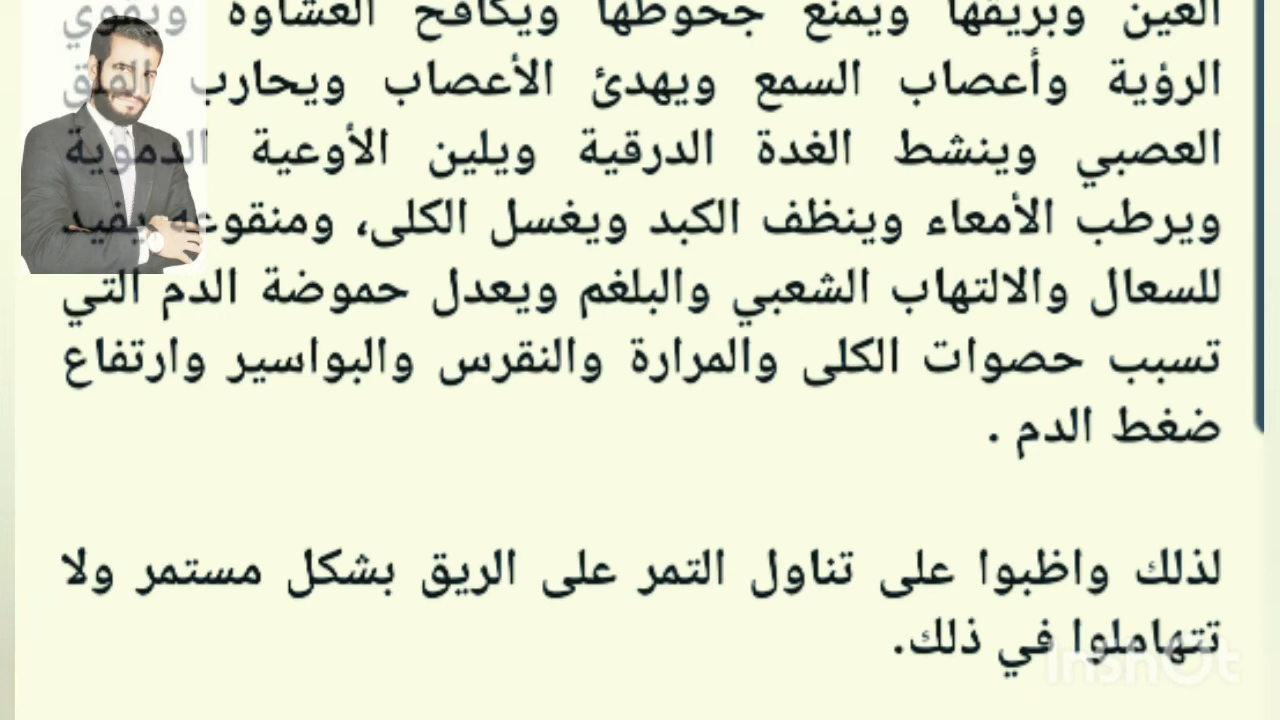 العين وبريقها ويمنع جحوظها ويكافح العشاوة ويقوي
الرؤية وأعصاب السمع ويهدئ الأعصاب ويحارب القلق
العصبي وينشط الغدة الدرقية ويلين الأوعية الدموية
ويرطب الأمعاء وينظف الكبد ويغسل الكلى، ومنقوعه يفيد
للسعال والالتهاب الشعبي والبلغم ويعدل حموضة الدم التي
تسبب حصوات الكلى والمرارة والنقرس والبواسير وارتفاع
ضغط الدم .
لذلك واظبوا على تناول التمر على الريق بشكل مستمر ولا
تتهاملوا في ذلك.
InShOt